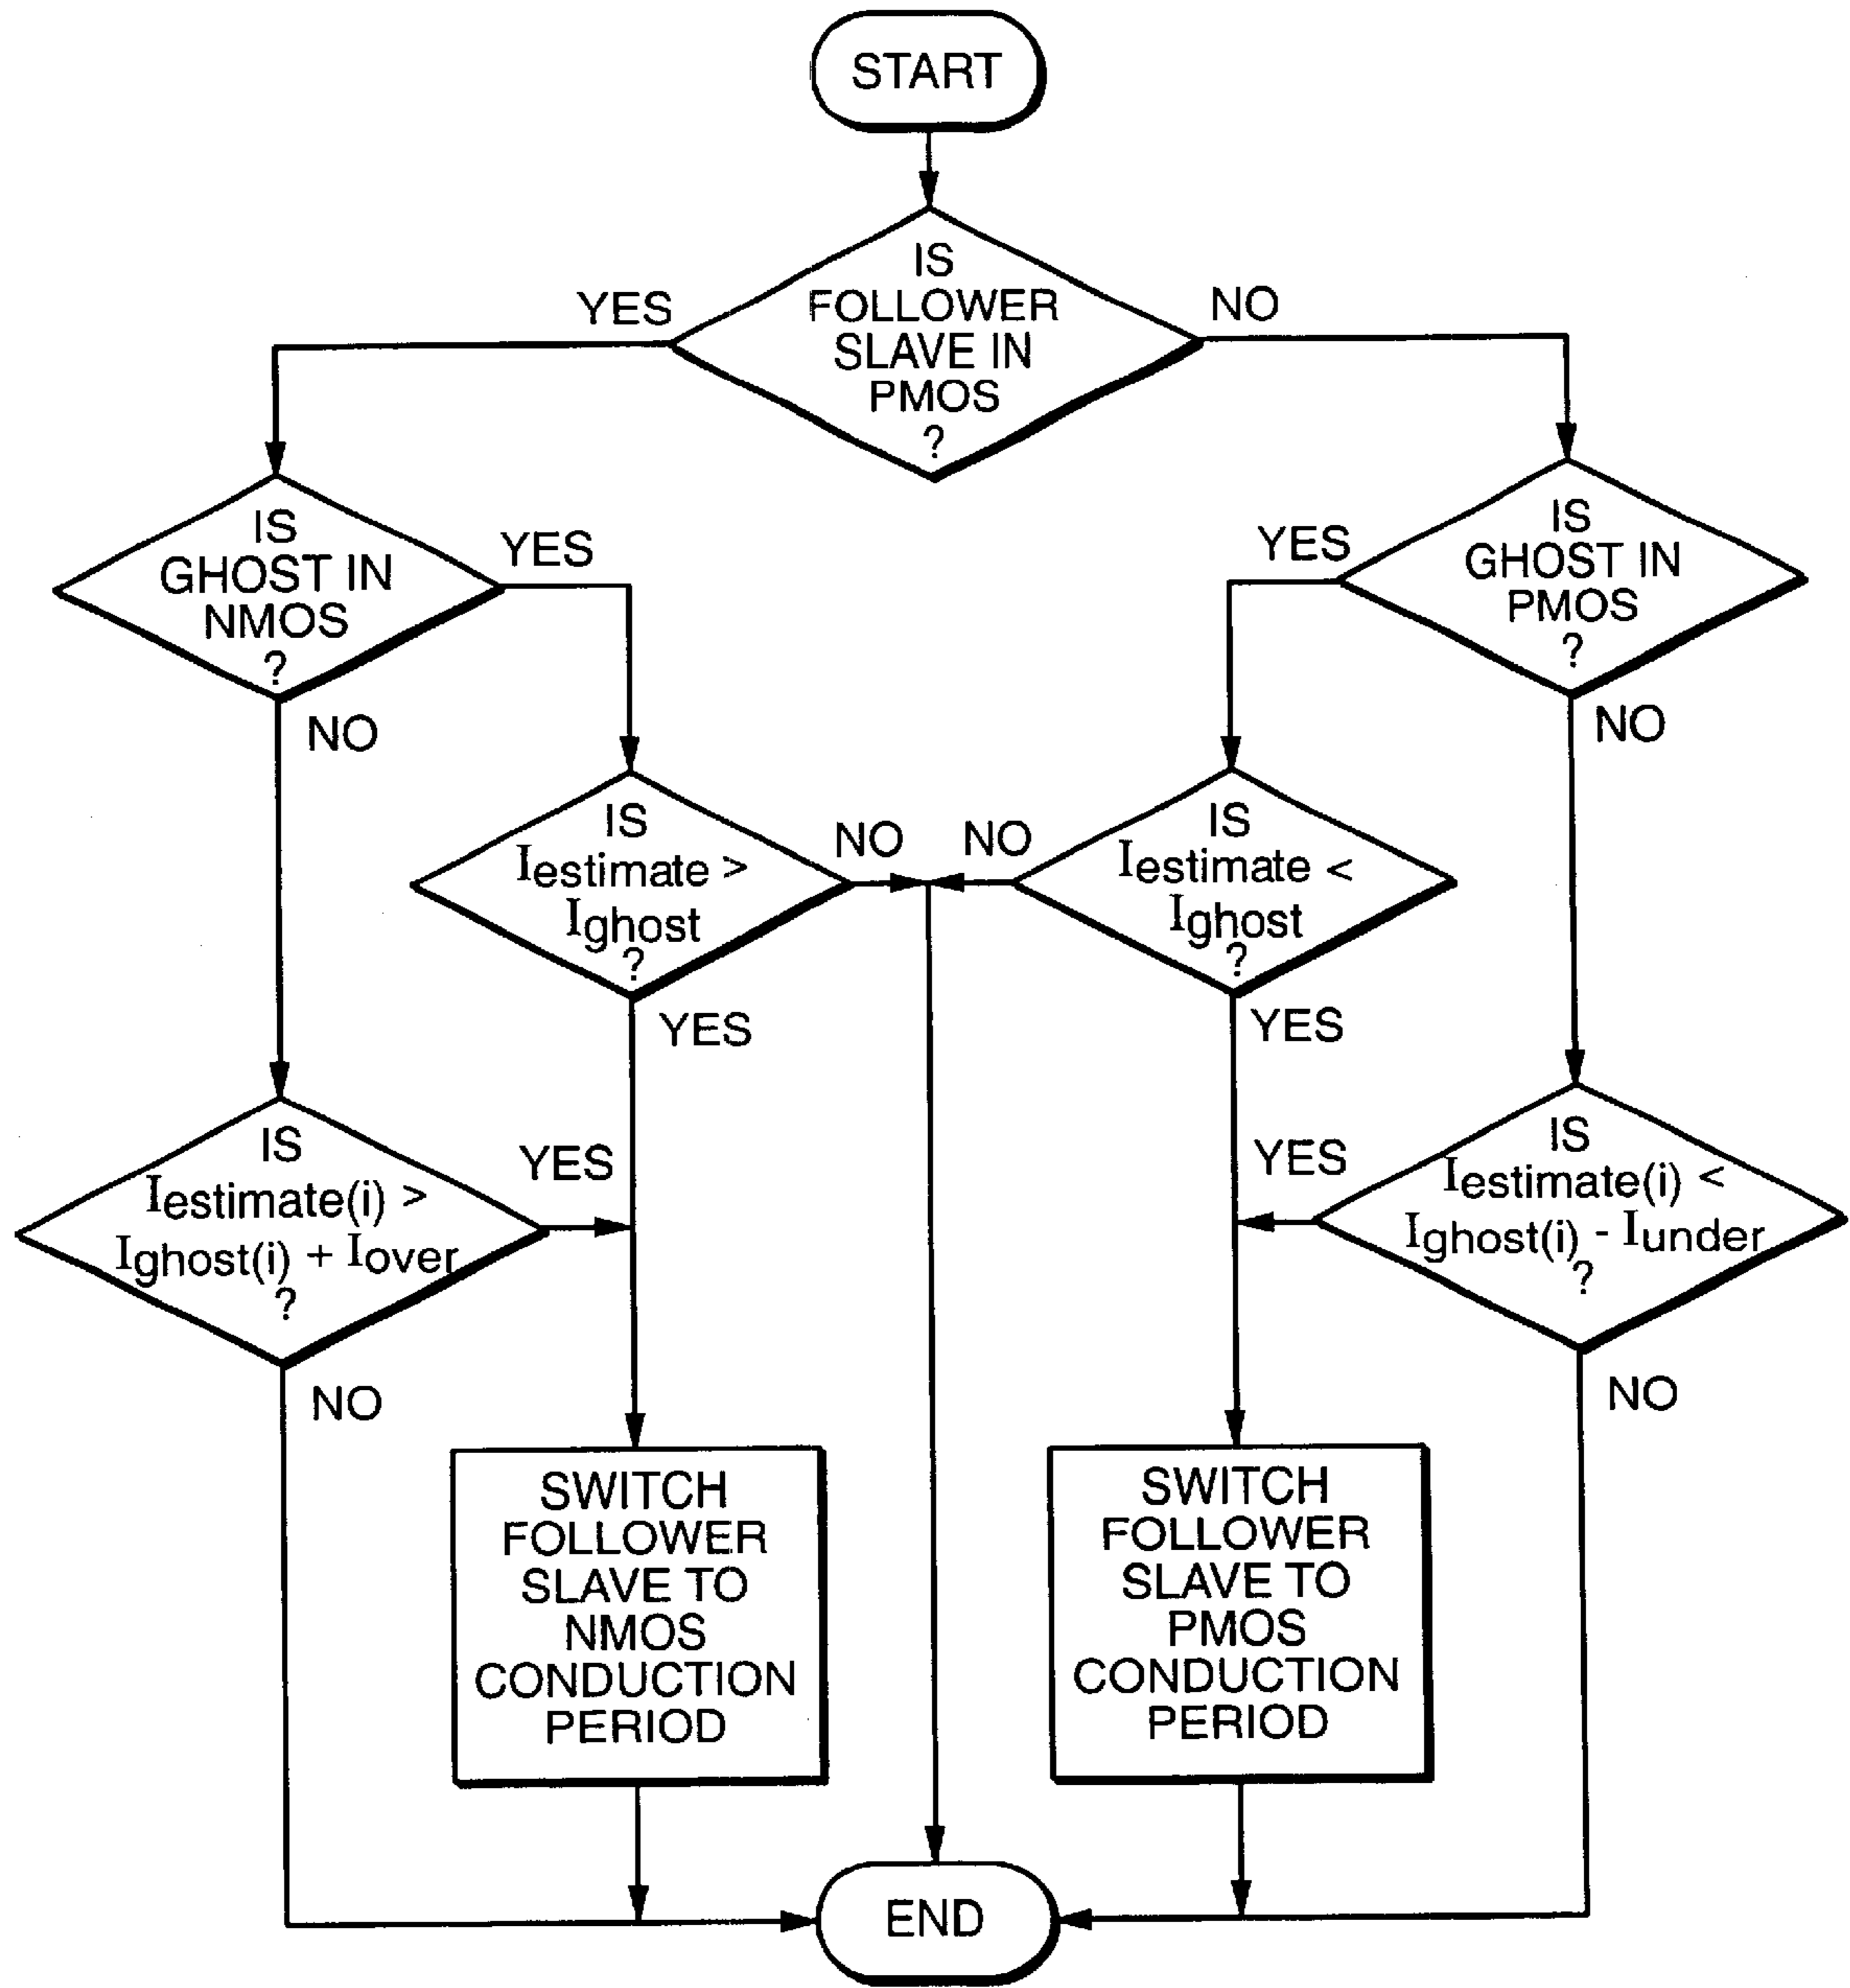 START
IS
FOLLOWER
SLAVE IN
PMOS
?
YES
NO
IS
GHOST IN
NMOS
?
YES
NO
IS
GHOST IN
PMOS
?
YES
NO
IS
Iestimate >
Ighost
?
NO
YES
IS
Iestimate <
Ighost
?
NO
YES
IS
Iestimate(i) >
Ighost(i) + Iover
?
YES
NO
IS
Iestimate(i) <
Ighost(i) - Iunder
?
YES
NO
SWITCH
FOLLOWER
SLAVE TO
NMOS
CONDUCTION
PERIOD
SWITCH
FOLLOWER
SLAVE TO
PMOS
CONDUCTION
PERIOD
END